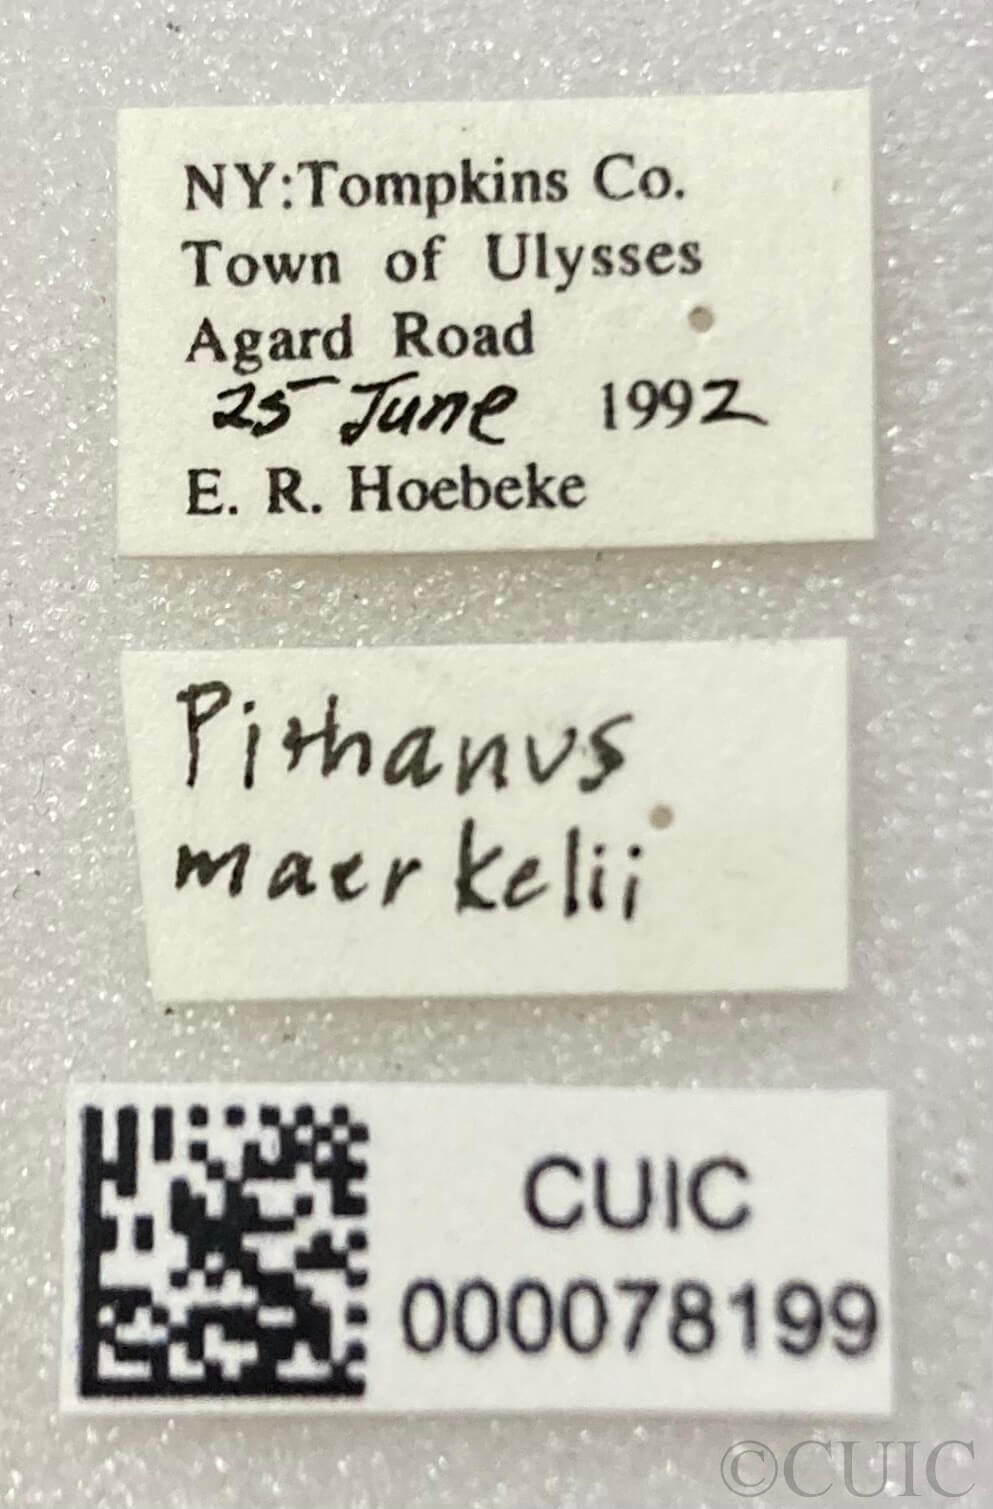 NY:Tompkins Co.
Town of Ulysses
Agard Road
25 June 1992
E. R. Hoebeke
Pithanus
maerkelii
CUIC
000078199
©CUIC